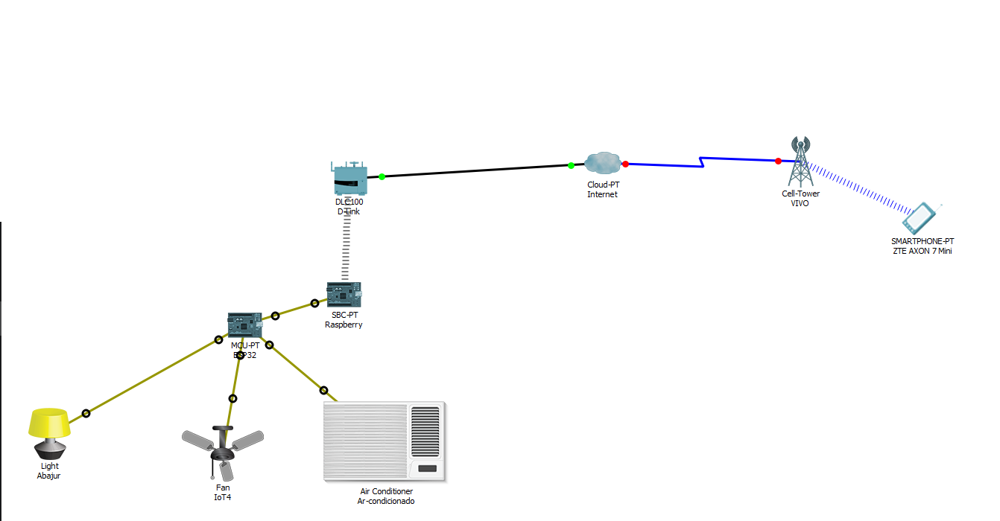 DLC100
D-Link
Cloud-PT
Internet
Cell-Tower
VIVO
SMARTPHONE-PT
ZTE AXON 7 Mini
SBC-PT
Raspberry
MCU-PT
ESP32
Light
Abajur
Fan
IoT4
Air Conditioner
Ar-condicionado